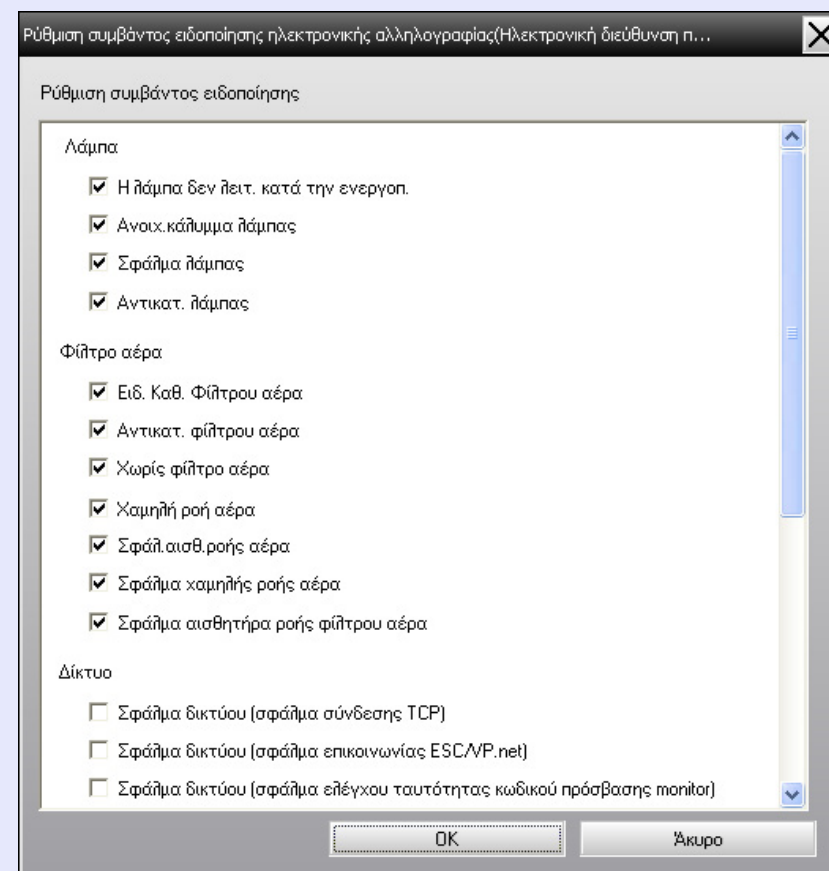 Ρύθμιση συμβάντος ειδοποίησης ηλεκτρονικής αλληλογραφίας(Ηλεκτρονική διεύθυνση π...
Ρύθμιση συμβάντος ειδοποίησης
Λάμπα
Η λάμπα δεν λειτ. κατά την ενεργοπ.
Ανοιχ.κάλυμμα λάμπας
Σφάλμα λάμπας
Αντικατ. λάμπας
Φίλτρο αέρα
Ειδ. Καθ. Φίλτρου αέρα
Αντικατ. φίλτρου αέρα
Χωρίς φίλτρο αέρα
Χαμηλή ροή αέρα
Σφάλ.αισθ.ροής αέρα
Σφάλμα χαμηλής ροής αέρα
Σφάλμα αισθητήρα ροής φίλτρου αέρα
Δίκτυο
Σφάλμα δικτύου (σφάλμα σύνδεσης TCP)
Σφάλμα δικτύου (σφάλμα επικοινωνίας ESC/VP.net)
Σφάλμα δικτύου (σφάλμα ελέγχου ταυτότητας κωδικού πρόσβασης monitor)
OK Άκυρο